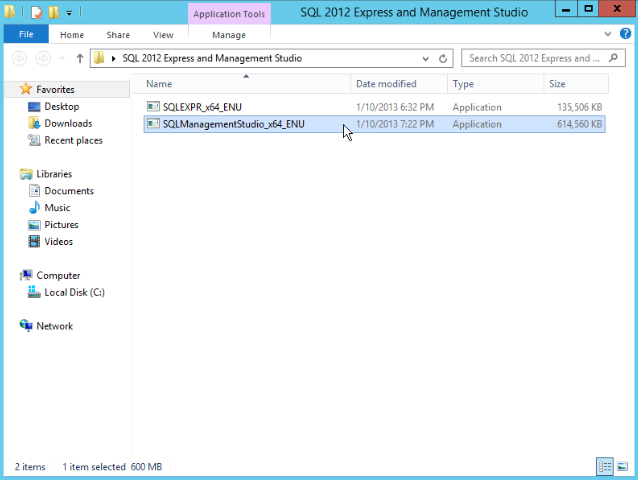 Application Tools
SQL 2012 Express and Management Studio
File Home Share View Manage
SQL 2012 Express and Management Studio
Search SQL 2012 Express and ...
Name Date modified Type Size
Favorites
Desktop
Downloads
Recent places
Libraries
Documents
Music
Pictures
Videos
Computer
Local Disk (C:)
Network
SQLEXPR_x64_ENU 1/10/2013 6:32 PM Application 135,506 KB
SQLManagementStudio_x64_ENU 1/10/2013 7:22 PM Application 614,560 KB
2 items 1 item selected 600 MB